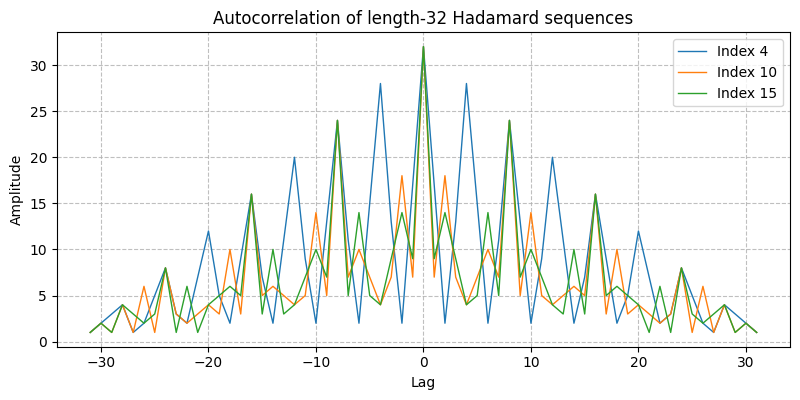 Autocorrelation of length-32 Hadamard sequences
Index 4
Index 10
Index 15
Amplitude
30
25
20
15
10
5
0
−30
−20
−10
0
10
20
30
Lag